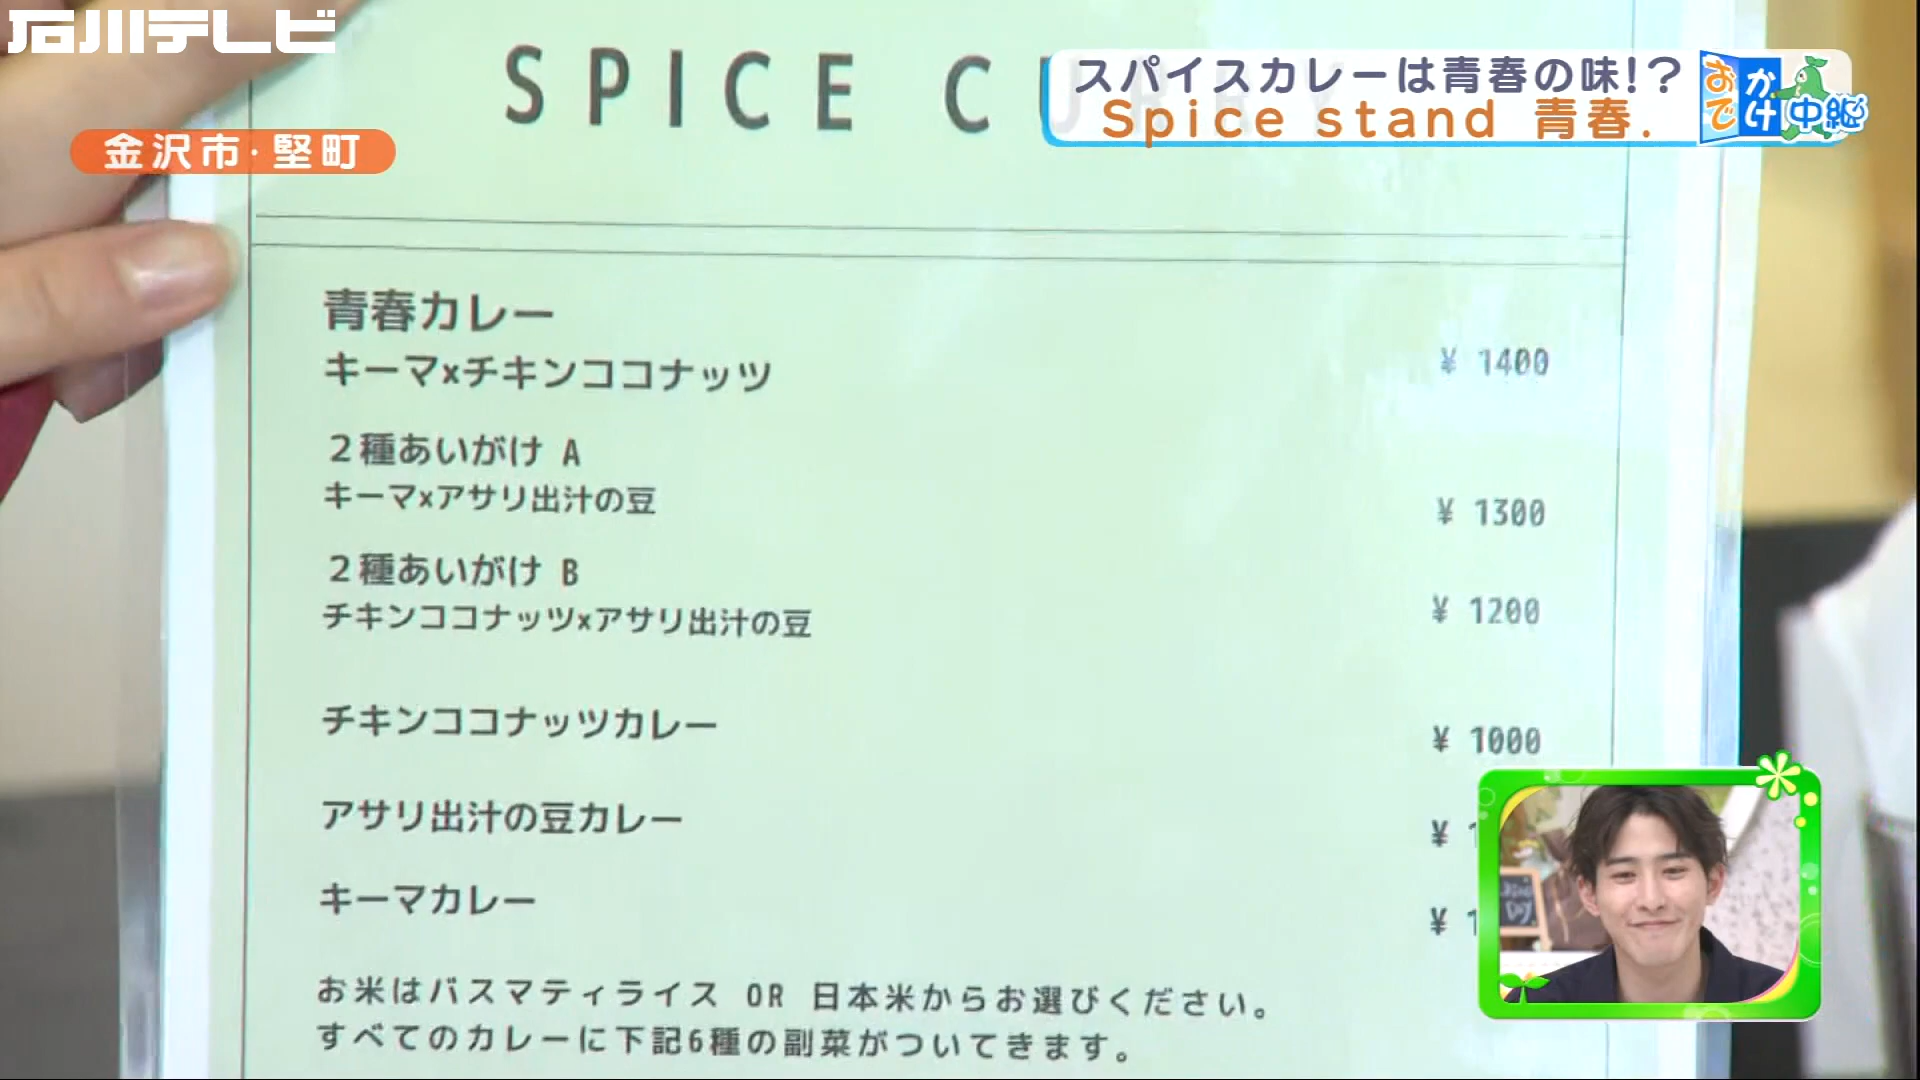 石川テレビ
SPICE C
スパイスカレーは青春の味!?
Spice stand 青春.
おでかけ中継
金沢市・堅町
青春カレー
キーマ×チキンココナッツ ¥ 1400
２種あいがけ A
キーマ×アサリ出汁の豆 ¥ 1300
２種あいがけ B
チキンココナッツ×アサリ出汁の豆 ¥ 1200
チキンココナッツカレー ¥ 1000
アサリ出汁の豆カレー ¥ 1
キーマカレー ¥ 1
お米はバスマティライス OR 日本米からお選びください。
すべてのカレーに下記6種の副菜がついてきます。